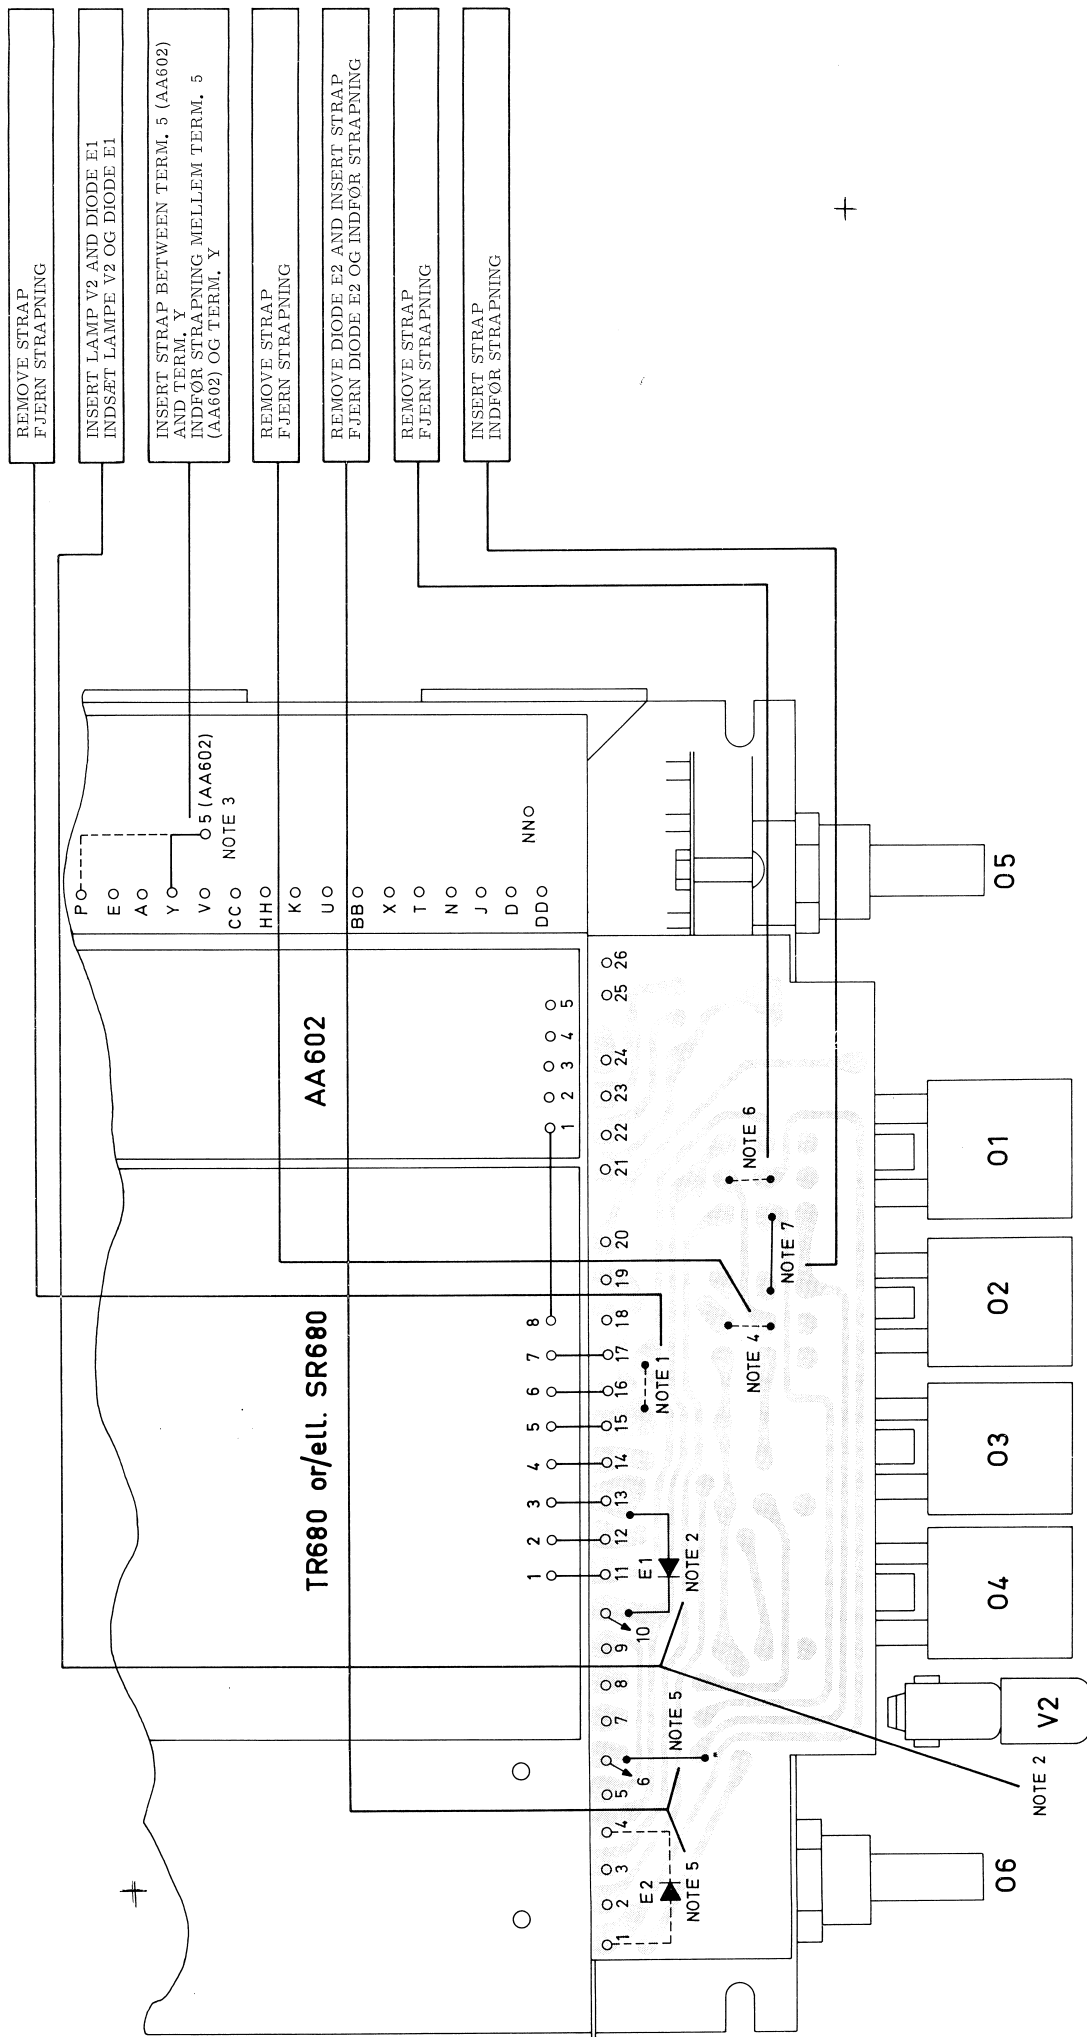 REMOVE STRAP
FJERN STRAPNING
INSERT LAMP V2 AND DIODE E1
INDSÆT LAMPE V2 OG DIODE E1
INSERT STRAP BETWEEN TERM. 5 (AA602)
AND TERM. Y
INDFØR STRAPNING MELLEM TERM. 5
(AA602) OG TERM. Y
REMOVE STRAP
FJERN STRAPNING
REMOVE DIODE E2 AND INSERT STRAP
FJERN DIODE E2 OG INDFØR STRAPNING
REMOVE STRAP
FJERN STRAPNING
INSERT STRAP
INDFØR STRAPNING
P
E
A
Y
V
CC
HH
K
U
BB
X
T
N
J
D
DD
5 (AA602)
NOTE 3
NN
AA602
1 2 3 4 5
TR680 or/ell. SR680
1 2 3 4 5 6 7 8
1 2 3 4 5 6 7 8 9 10 11 12 13 14 15 16 17 18 19 20 21 22 23 24 25 26
E2
NOTE 5
NOTE 5
E1
NOTE 2
NOTE 1
NOTE 4
NOTE 7
NOTE 6
NOTE 2
06
V2
04
03
02
01
05